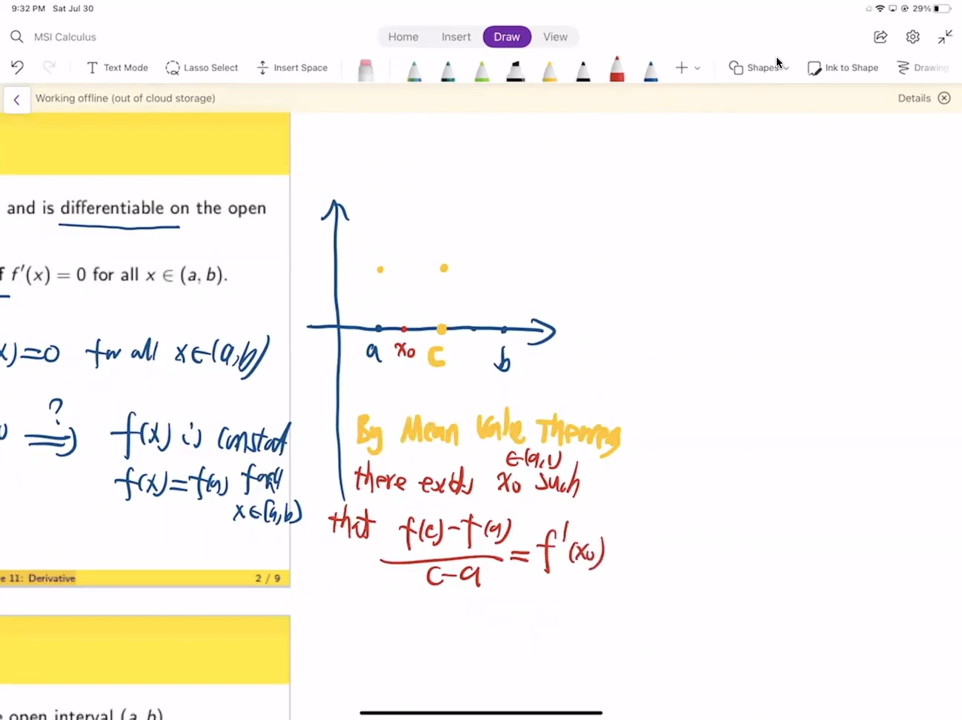 9:32 PM Sat Jul 30
29%
MSI Calculus
Home Insert Draw View
Text Mode Lasso Select Insert Space Shapes Ink to Shape Drawing
Working offline (out of cloud storage)
Details
and is differentiable on the open
f f′(x) = 0 for all x ∈ (a, b).
x)=0 for all x∈(a,b)
0 ⟹ ? f(x) is constant
f(x)=f(a) for all
x∈[a,b]
a x₀ c b
By Mean Value Theorem
∈(a,c)
there exists x₀ such
that f(c)-f(a)
c-a
= f'(x₀)
e 11: Derivative 2 / 9
e open interval (a, b)